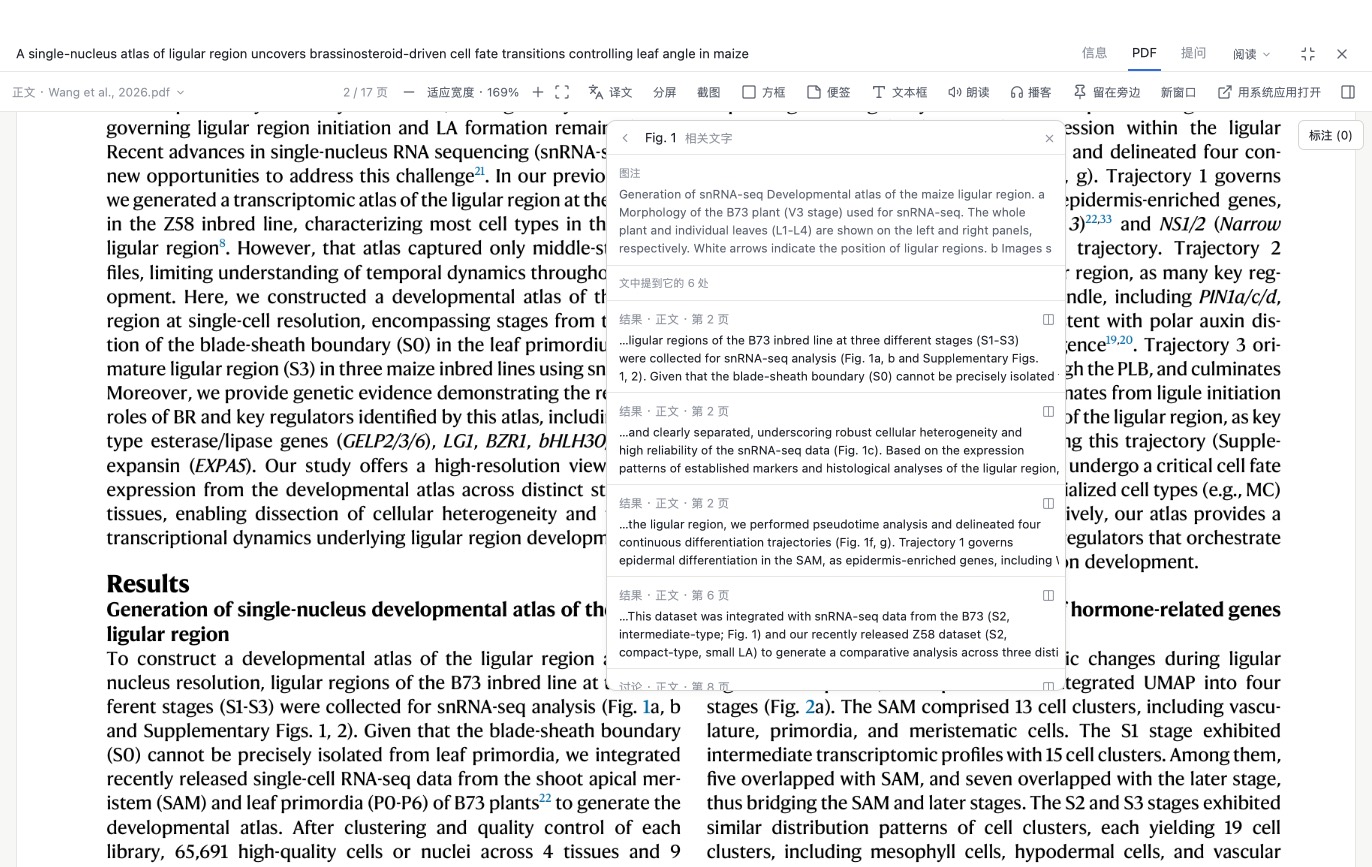 A single-nucleus atlas of ligular region uncovers brassinosteroid-driven cell fate transitions controlling leaf angle in maize
信息 PDF 提问 阅读
正文 · Wang et al., 2026.pdf
2 / 17 页
适应宽度 · 169%
译文 分屏 截图 方框 便签 文本框 朗读 播客 留在旁边 新窗口 用系统应用打开
标注 (0)
governing ligular region initiation and LA formation remain
Recent advances in single-nucleus RNA sequencing (snRNA-s
new opportunities to address this challenge21. In our previo
we generated a transcriptomic atlas of the ligular region at the
in the Z58 inbred line, characterizing most cell types in th
ligular region8. However, that atlas captured only middle-st
files, limiting understanding of temporal dynamics througho
opment. Here, we constructed a developmental atlas of th
region at single-cell resolution, encompassing stages from t
tion of the blade-sheath boundary (S0) in the leaf primordiu
mature ligular region (S3) in three maize inbred lines using sn
Moreover, we provide genetic evidence demonstrating the re
roles of BR and key regulators identified by this atlas, includi
type esterase/lipase genes (GELP2/3/6), LG1, BZR1, bHLH30,
expansin (EXPA5). Our study offers a high-resolution view
expression from the developmental atlas across distinct st
tissues, enabling dissection of cellular heterogeneity and
transcriptional dynamics underlying ligular region developm
Results
Generation of single-nucleus developmental atlas of the
ligular region
To construct a developmental atlas of the ligular region a
nucleus resolution, ligular regions of the B73 inbred line at t
ferent stages (S1-S3) were collected for snRNA-seq analysis (Fig. 1a, b
and Supplementary Figs. 1, 2). Given that the blade-sheath boundary
(S0) cannot be precisely isolated from leaf primordia, we integrated
recently released single-cell RNA-seq data from the shoot apical mer-
istem (SAM) and leaf primordia (P0-P6) of B73 plants22 to generate the
developmental atlas. After clustering and quality control of each
library, 65,691 high-quality cells or nuclei across 4 tissues and 9
Fig. 1 相关文字
图注
Generation of snRNA-seq Developmental atlas of the maize ligular region. a
Morphology of the B73 plant (V3 stage) used for snRNA-seq. The whole
plant and individual leaves (L1-L4) are shown on the left and right panels,
respectively. White arrows indicate the position of ligular regions. b Images s
文中提到它的 6 处
结果 · 正文 · 第 2 页
...ligular regions of the B73 inbred line at three different stages (S1-S3)
were collected for snRNA-seq analysis (Fig. 1a, b and Supplementary Figs.
1, 2). Given that the blade-sheath boundary (S0) cannot be precisely isolated
结果 · 正文 · 第 2 页
...and clearly separated, underscoring robust cellular heterogeneity and
high reliability of the snRNA-seq data (Fig. 1c). Based on the expression
patterns of established markers and histological analyses of the ligular region,
结果 · 正文 · 第 2 页
...the ligular region, we performed pseudotime analysis and delineated four
continuous differentiation trajectories (Fig. 1f, g). Trajectory 1 governs
epidermal differentiation in the SAM, as epidermis-enriched genes, including
结果 · 正文 · 第 6 页
...This dataset was integrated with snRNA-seq data from the B73 (S2,
intermediate-type; Fig. 1) and our recently released Z58 dataset (S2,
compact-type, small LA) to generate a comparative analysis across three disti
讨论 · 正文 · 第 8 页
ession within the ligular
and delineated four con-
, g). Trajectory 1 governs
epidermis-enriched genes,
3)22,33 and NS1/2 (Narrow
trajectory. Trajectory 2
r region, as many key reg-
ndle, including PIN1a/c/d,
tent with polar auxin dis-
ence19,20. Trajectory 3 ori-
gh the PLB, and culminates
nates from ligule initiation
of the ligular region, as key
ng this trajectory (Supple-
undergo a critical cell fate
ialized cell types (e.g., MC)
ively, our atlas provides a
regulators that orchestrate
on development.
f hormone-related genes
ic changes during ligular
tegrated UMAP into four
stages (Fig. 2a). The SAM comprised 13 cell clusters, including vascu-
lature, primordia, and meristematic cells. The S1 stage exhibited
intermediate transcriptomic profiles with 15 cell clusters. Among them,
five overlapped with SAM, and seven overlapped with the later stage,
thus bridging the SAM and later stages. The S2 and S3 stages exhibited
similar distribution patterns of cell clusters, each yielding 19 cell
clusters, including mesophyll cells, hypodermal cells, and vascular